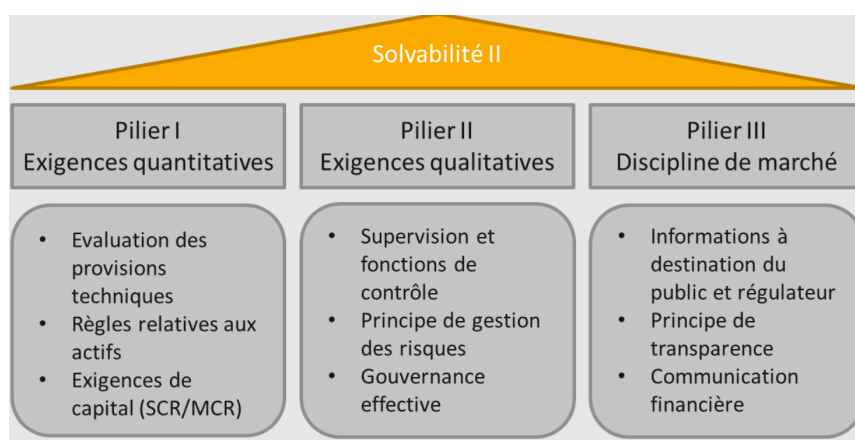 Solvabilité II
Pilier I
Exigences quantitatives
Pilier II
Exigences qualitatives
Pilier III
Discipline de marché
• Evaluation des
provisions
techniques
• Règles relatives aux
actifs
• Exigences de
capital (SCR/MCR)
• Supervision et
fonctions de
contrôle
• Principe de gestion
des risques
• Gouvernance
effective
• Informations à
destination du
public et régulateur
• Principe de
transparence
• Communication
financière